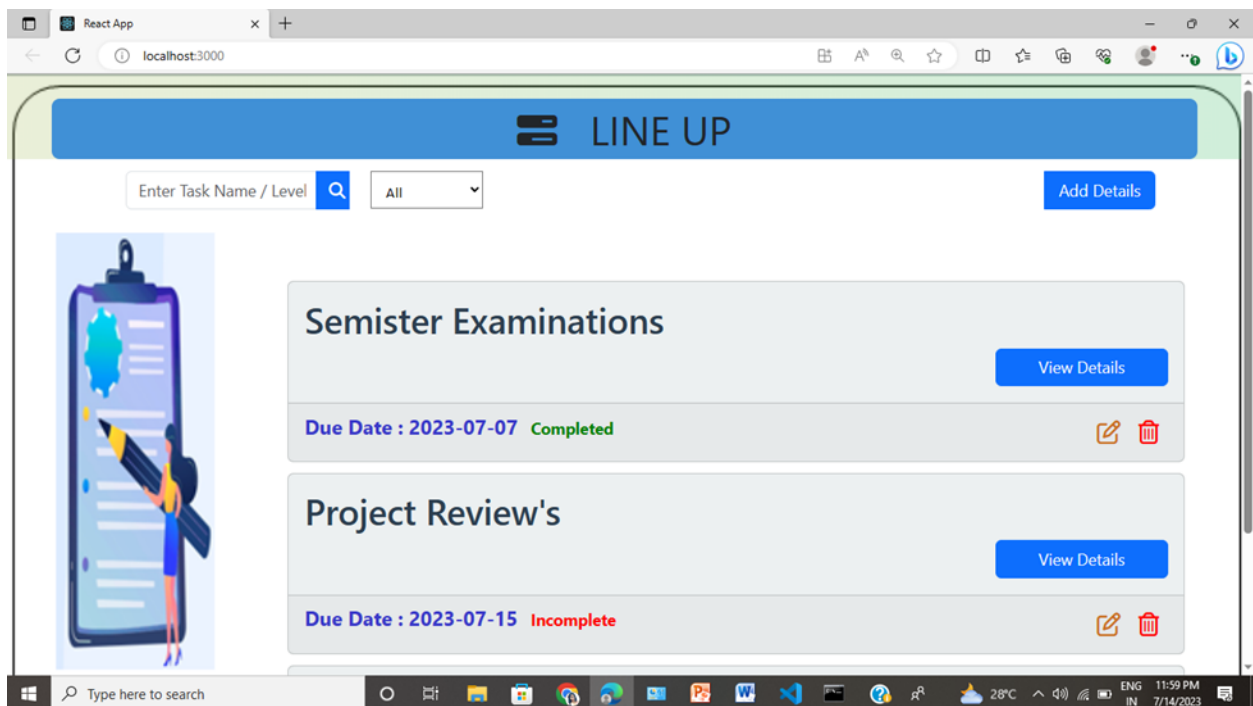 React App
localhost:3000
LINE UP
Enter Task Name / Level
All
Add Details
Semister Examinations
View Details
Due Date : 2023-07-07 Completed
Project Review's
View Details
Due Date : 2023-07-15 Incomplete
Type here to search
28°C
ENG
IN
11:59 PM
7/14/2023